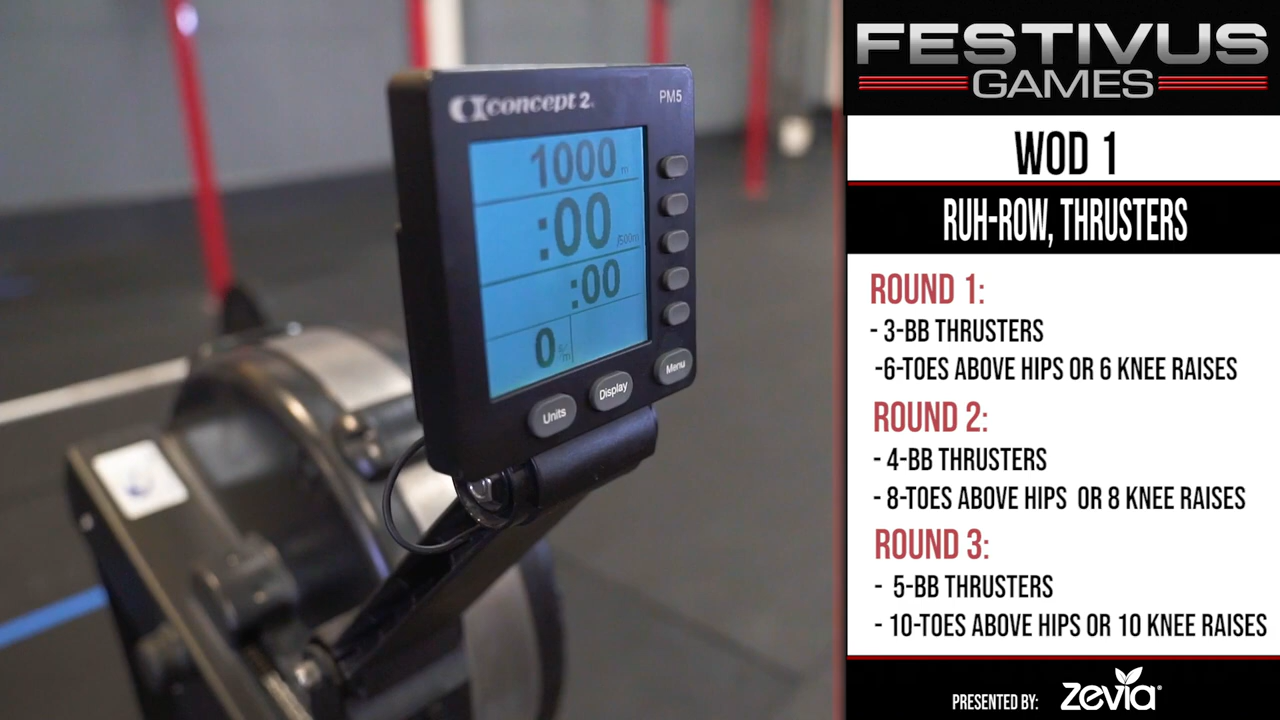 concept 2.
PM5
1000 m
:00 /500m
:00
0 s/m
Units
Display
Menu
FESTIVUS
GAMES
WOD 1
RUH-ROW, THRUSTERS
ROUND 1:
- 3-BB THRUSTERS
-6-TOES ABOVE HIPS OR 6 KNEE RAISES
ROUND 2:
- 4-BB THRUSTERS
- 8-TOES ABOVE HIPS OR 8 KNEE RAISES
ROUND 3:
- 5-BB THRUSTERS
- 10-TOES ABOVE HIPS OR 10 KNEE RAISES
PRESENTED BY: zevia®